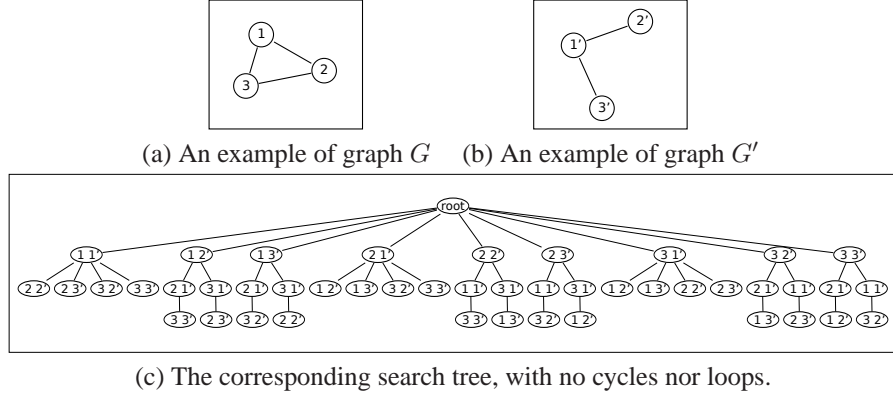 1
2
3
1'
2'
3'
(a) An example of graph G (b) An example of graph G′
root
1 1' 1 2' 1 3' 2 1' 2 2' 2 3' 3 1' 3 2' 3 3'
2 2' 2 3' 3 2' 3 3' 2 1' 3 1' 2 1' 3 1' 1 2' 1 3' 3 2' 3 3' 1 1' 3 1' 1 1' 3 1' 1 2' 1 3' 2 2' 2 3' 2 1' 1 1' 2 1' 1 1'
3 3' 2 3' 3 2' 2 2' 3 3' 1 3' 3 2' 1 2' 1 3' 2 3' 1 2' 3 2'
(c) The corresponding search tree, with no cycles nor loops.